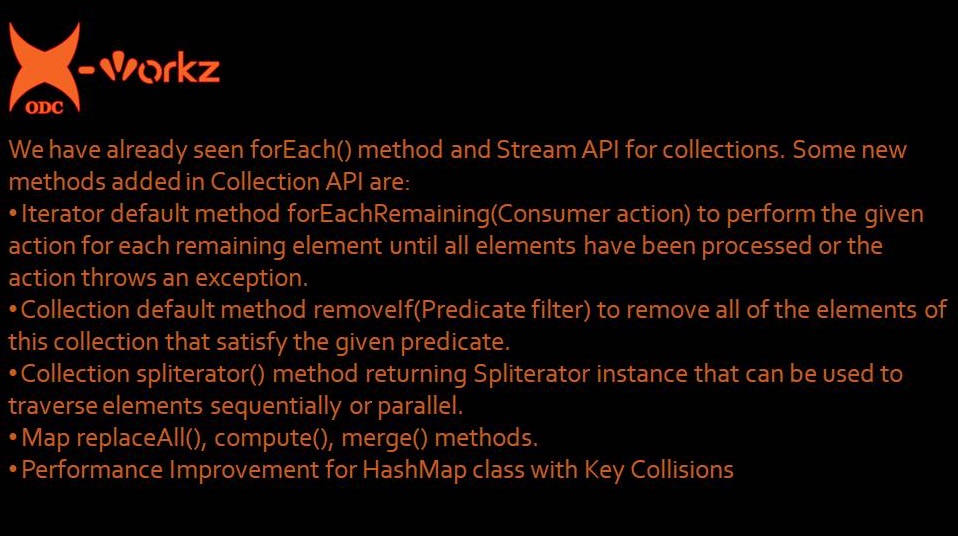 X-Workz
ODC
We have already seen forEach() method and Stream API for collections. Some new
methods added in Collection API are:
•Iterator default method forEachRemaining(Consumer action) to perform the given
action for each remaining element until all elements have been processed or the
action throws an exception.
•Collection default method removeIf(Predicate filter) to remove all of the elements of
this collection that satisfy the given predicate.
•Collection spliterator() method returning Spliterator instance that can be used to
traverse elements sequentially or parallel.
•Map replaceAll(), compute(), merge() methods.
•Performance Improvement for HashMap class with Key Collisions